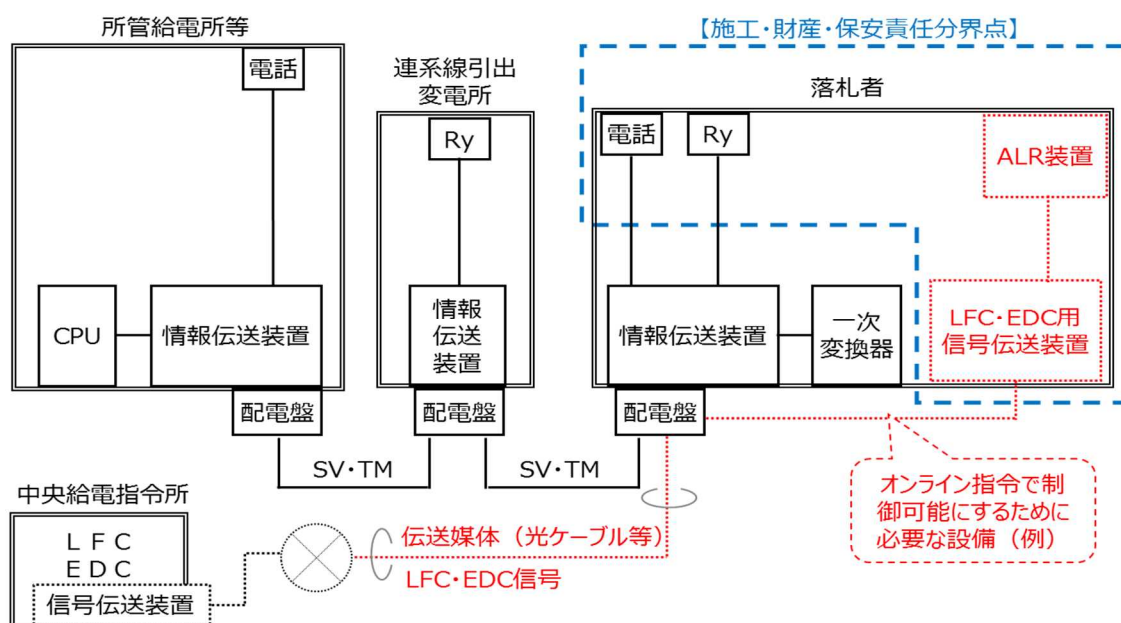 所管給電所等
電話
CPU
情報伝送装置
配電盤
連系線引出
変電所
Ry
情報
伝送
装置
配電盤
【施工・財産・保安責任分界点】
落札者
電話
Ry
ALR装置
情報伝送装置
一次
変換器
LFC・EDC用
信号伝送装置
配電盤
SV・TM
SV・TM
オンライン指令で制
御可能にするために
必要な設備（例）
中央給電指令所
ＬＦＣ
ＥＤＣ
信号伝送装置
伝送媒体（光ケーブル等）
LFC・EDC信号